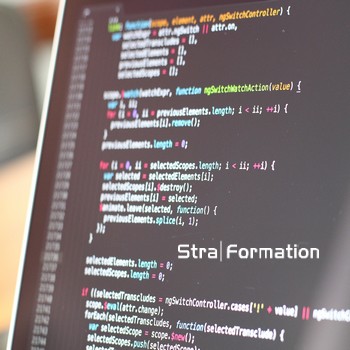 link: function(scope, element, attr, ngSwitchController) {
var watchExpr = attr.ngSwitch || attr.on,
selectedTranscludes = [],
selectedElements = [],
previousElements = [],
selectedScopes = [];
scope.$watch(watchExpr, function ngSwitchWatchAction(value) {
var i, ii;
for (i = 0, ii = previousElements.length; i < ii; ++i) {
previousElements[i].remove();
}
previousElements.length = 0;
for (i = 0, ii = selectedScopes.length; i < ii; ++i) {
var selected = selectedElements[i];
selectedScopes[i].$destroy();
previousElements[i] = selected;
$animate.leave(selected, function() {
previousElements.splice(i, 1);
});
}
Stra|Formation
selectedElements.length = 0;
selectedScopes.length = 0;
if ((selectedTranscludes = ngSwitchController.cases['!' + value] || ngSwitchC
scope.$eval(attr.change);
forEach(selectedTranscludes, function(selectedTransclude) {
var selectedScope = scope.$new();
selectedScopes.push(selectedScope);